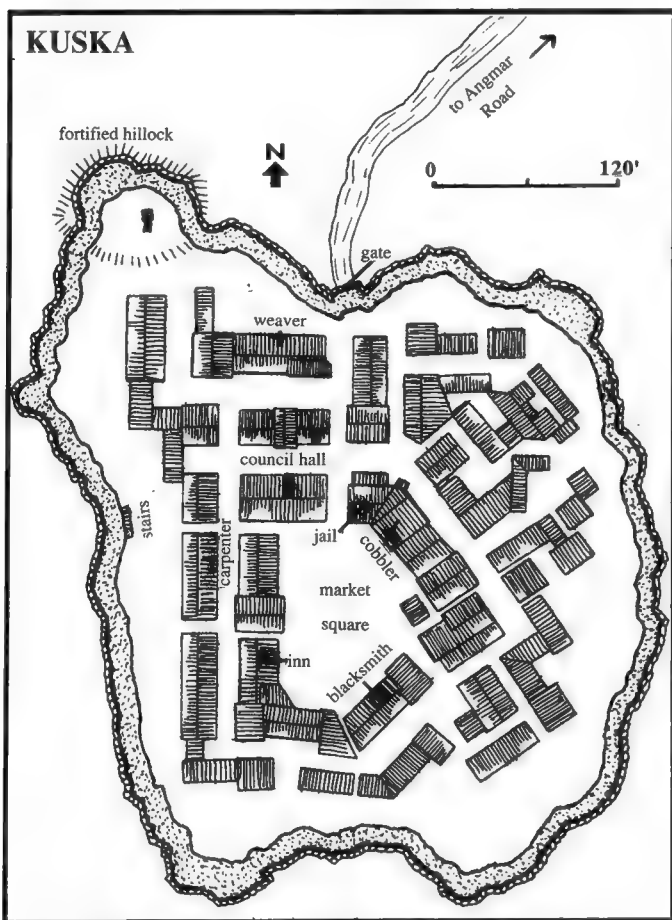 KUSKA
to Angmar
Road
fortified hillock
N
0 120'
gate
weaver
council hall
stairs
carpenter
jail
cobbler
market
square
inn
blacksmith